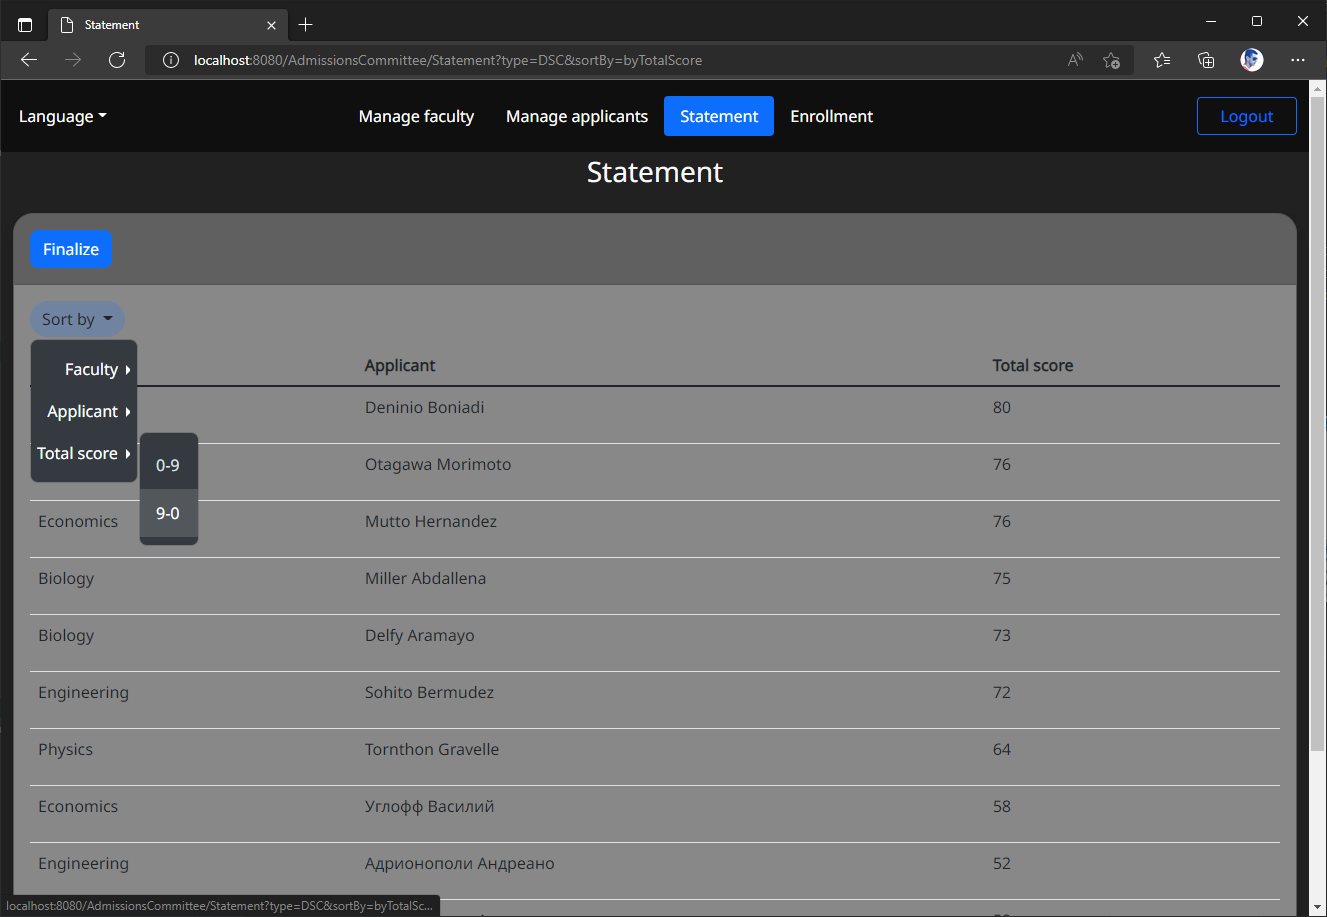 Statement
localhost:8080/AdmissionsCommittee/Statement?type=DSC&sortBy=byTotalScore
Language Manage faculty Manage applicants Statement Enrollment Logout
Statement
Finalize
Sort by
Faculty
Applicant
Total score
0-9
9-0
Applicant Total score
Deninio Boniadi 80
Otagawa Morimoto 76
Economics Mutto Hernandez 76
Biology Miller Abdallena 75
Biology Delfy Aramayo 73
Engineering Sohito Bermudez 72
Physics Tornthon Gravelle 64
Economics Углофф Василий 58
Engineering Адрионополи Андреано 52
localhost:8080/AdmissionsCommittee/Statement?type=DSC&sortBy=byTotalSc...